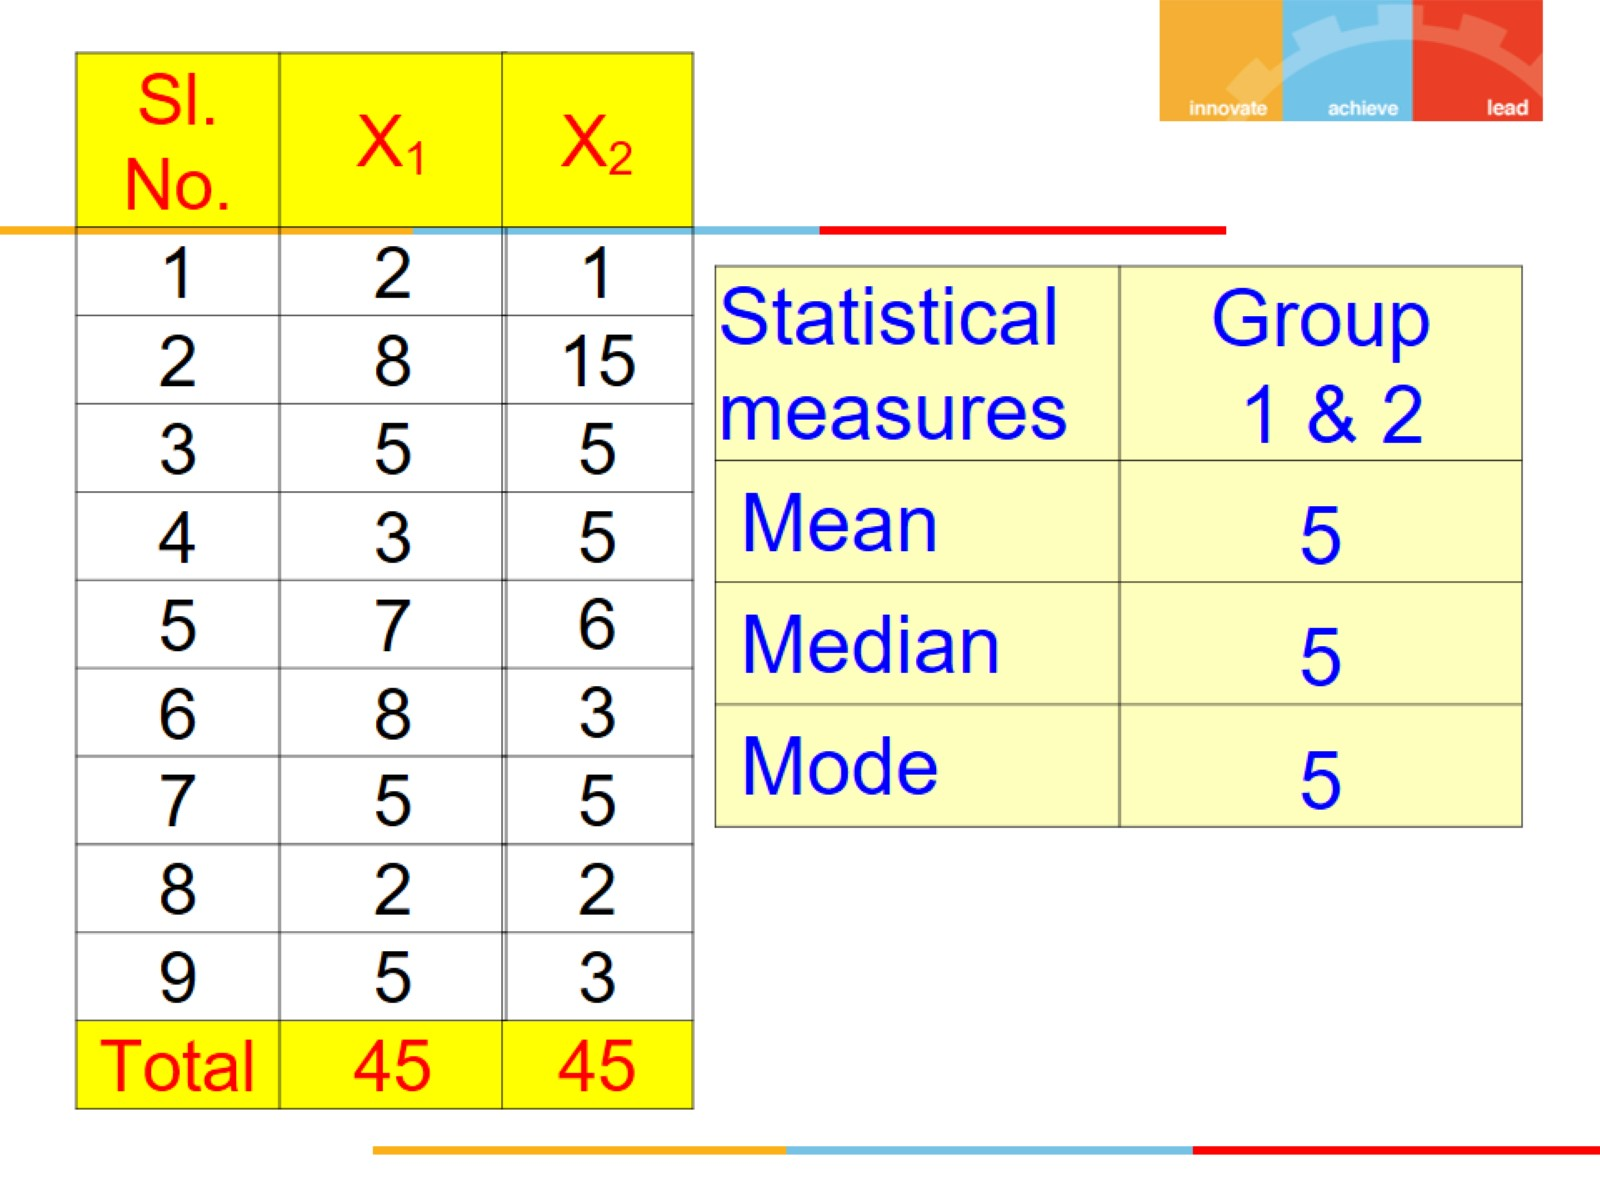 innovate achieve lead
Sl. No. X₁ X₂
1 2 1
2 8 15
3 5 5
4 3 5
5 7 6
6 8 3
7 5 5
8 2 2
9 5 3
Total 45 45
Statistical measures Group 1 & 2
Mean 5
Median 5
Mode 5